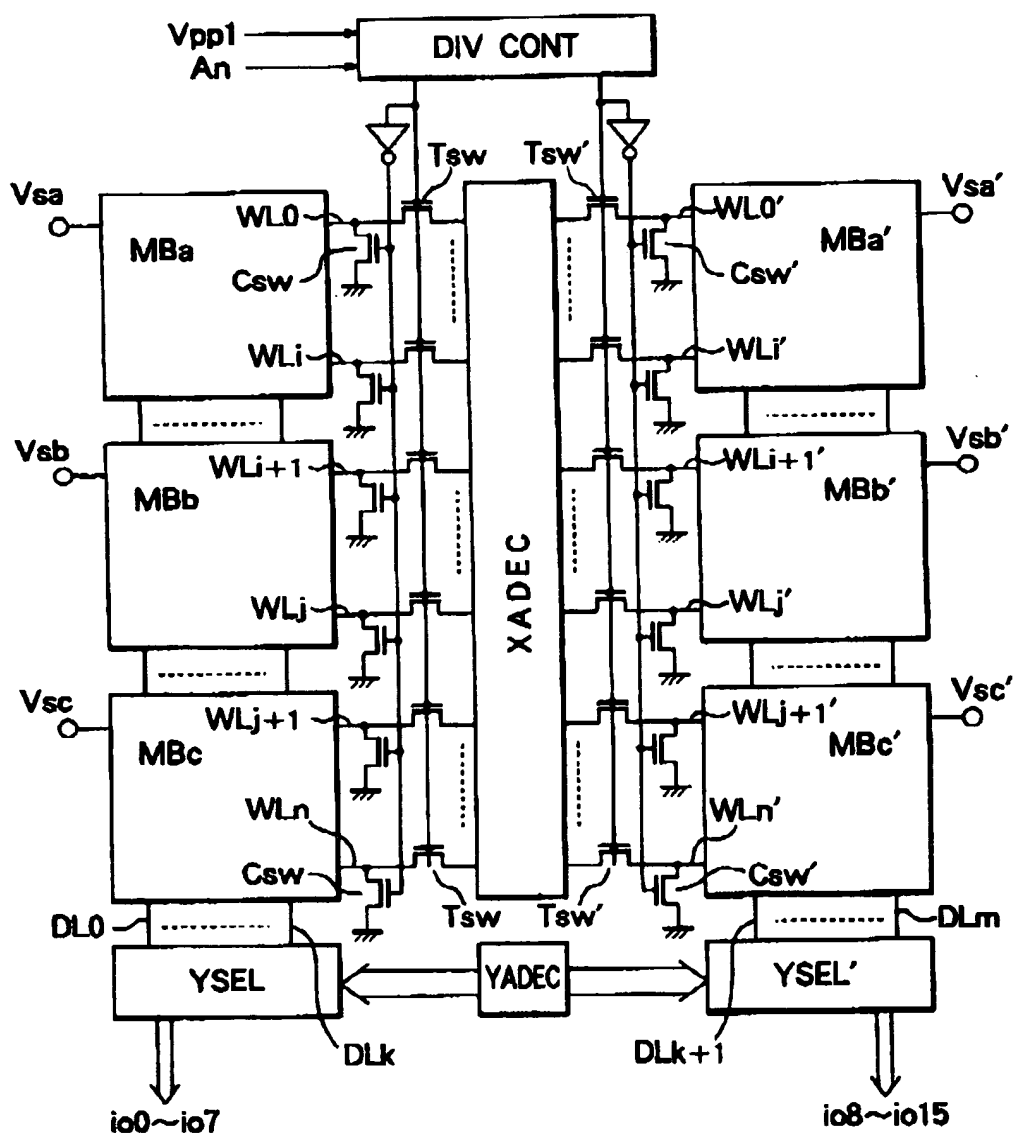 Vpp1
An
DIV CONT
Tsw
Tsw′
Vsa
Vsa′
MBa
WL0
WL0′
MBa′
Csw
Csw′
WLi
WLi′
Vsb
Vsb′
MBb
WLi+1
WLi+1′
MBb′
XADEC
WLj
WLj′
Vsc
Vsc′
MBc
WLj+1
WLj+1′
MBc′
WLn
WLn′
Csw
Csw′
Tsw
Tsw′
DL0
DLm
YSEL
YADEC
YSEL′
DLk
DLk+1
io0~io7
io8~io15